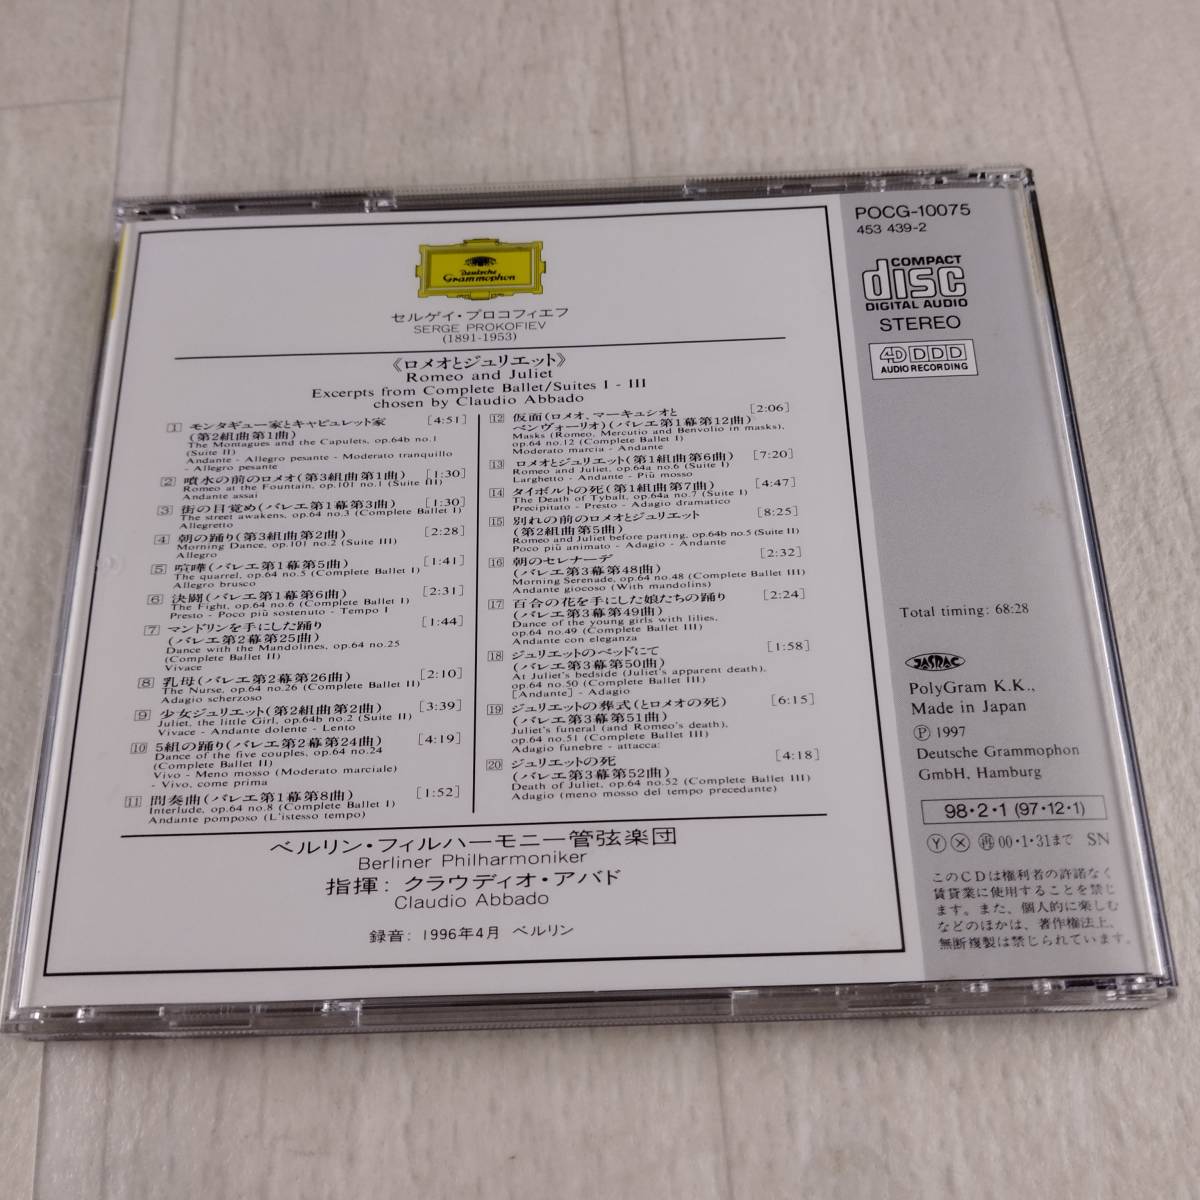 Deutsche
Grammophon
セルゲイ・プロコフィエフ
SERGE PROKOFIEV
(1891-1953)
《ロメオとジュリエット》
Romeo and Juliet
Excerpts from Complete Ballet/Suites I - III
chosen by Claudio Abbado
1 モンタギュー家とキャピュレット家 [4:51]
(第2組曲第1曲)
The Montagues and the Capulets, op.64b no.1
(Suite II)
Andante - Allegro pesante - Moderato tranquillo
- Allegro pesante
2 噴水の前のロメオ(第3組曲第1曲) [1:30]
Romeo at the Fountain, op.101 no.1 (Suite III)
Andante assai
3 街の目覚め(バレエ第1幕第3曲) [1:30]
The street awakens, op.64 no.3 (Complete Ballet I)
Allegretto
4 朝の踊り(第3組曲第2曲) [2:28]
Morning Dance, op.101 no.2 (Suite III)
Allegro
5 喧嘩(バレエ第1幕第5曲) [1:41]
The quarrel, op.64 no.5 (Complete Ballet I)
Allegro brusco
6 決闘(バレエ第1幕第6曲) [2:31]
The Fight, op.64 no.6 (Complete Ballet I)
Presto - Poco più sostenuto - Tempo I
7 マンドリンを手にした踊り [1:44]
(バレエ第2幕第25曲)
Dance with the Mandolines, op.64 no.25
(Complete Ballet II)
Vivace
8 乳母(バレエ第2幕第26曲) [2:10]
The Nurse, op.64 no.26 (Complete Ballet II)
Adagio scherzoso
9 少女ジュリエット(第2組曲第2曲) [3:39]
Juliet, the little Girl, op.64b no.2 (Suite II)
Vivace - Andante dolente - Lento
10 5組の踊り(バレエ第2幕第24曲) [4:19]
Dance of the five couples, op.64 no.24
(Complete Ballet II)
Vivo - Meno mosso (Moderato marciale)
- Vivo, come prima
11 間奏曲(バレエ第1幕第8曲) [1:52]
Interlude, op.64 no.8 (Complete Ballet I)
Andante pomposo (L'istesso tempo)
12 仮面(ロメオ、マーキュシオと [2:06]
ベンヴォーリオ)(バレエ第1幕第12曲)
Masks (Romeo, Mercutio and Benvolio in masks),
op.64 no.12 (Complete Ballet I)
Moderato marcia - Andante
13 ロメオとジュリエット(第1組曲第6曲) [7:20]
Romeo and Juliet, op.64a no.6 (Suite I)
Larghetto - Andante - Più mosso
14 タイボルトの死(第1組曲第7曲) [4:47]
The Death of Tybalt, op.64a no.7 (Suite I)
Precipitato - Presto - Adagio dramatico
15 別れの前のロメオとジュリエット [8:25]
(第2組曲第5曲)
Romeo and Juliet before parting, op.64b no.5 (Suite II)
Poco più animato - Adagio - Andante
16 朝のセレナーデ [2:32]
(バレエ第3幕第48曲)
Morning Serenade, op.64 no.48 (Complete Ballet III)
Andante giocoso (With mandolins)
17 百合の花を手にした娘たちの踊り [2:24]
(バレエ第3幕第49曲)
Dance of the young girls with lilies,
op.64 no.49 (Complete Ballet III)
Andante con eleganza
18 ジュリエットのベッドにて [1:58]
(バレエ第3幕第50曲)
At Juliet's bedside (Juliet's apparent death),
op.64 no.50 (Complete Ballet III)
[Andante] - Adagio
19 ジュリエットの葬式(とロメオの死) [6:15]
(バレエ第3幕第51曲)
Juliet's funeral (and Romeo's death),
op.64 no.51 (Complete Ballet III)
Adagio funebre - attacca:
20 ジュリエットの死 [4:18]
(バレエ第3幕第52曲)
Death of Juliet, op.64 no.52 (Complete Ballet III)
Adagio (meno mosso del tempo precedante)
ベルリン・フィルハーモニー管弦楽団
Berliner Philharmoniker
指揮: クラウディオ・アバド
Claudio Abbado
録音: 1996年4月 ベルリン
POCG-10075
453 439-2
COMPACT
disc
DIGITAL AUDIO
STEREO
4D DDD
AUDIO RECORDING
Total timing: 68:28
JASRAC
PolyGram K.K.,
Made in Japan
Ⓟ 1997
Deutsche Grammophon
GmbH, Hamburg
98・2・1 (97・12・1)
Ⓨ Ⓧ 再 00・1・31まで SN
このCDは権利者の許諾なく
賃貸業に使用することを禁じ
ます。また、個人的に楽しむ
などのほかは、著作権法上、
無断複製は禁じられています。